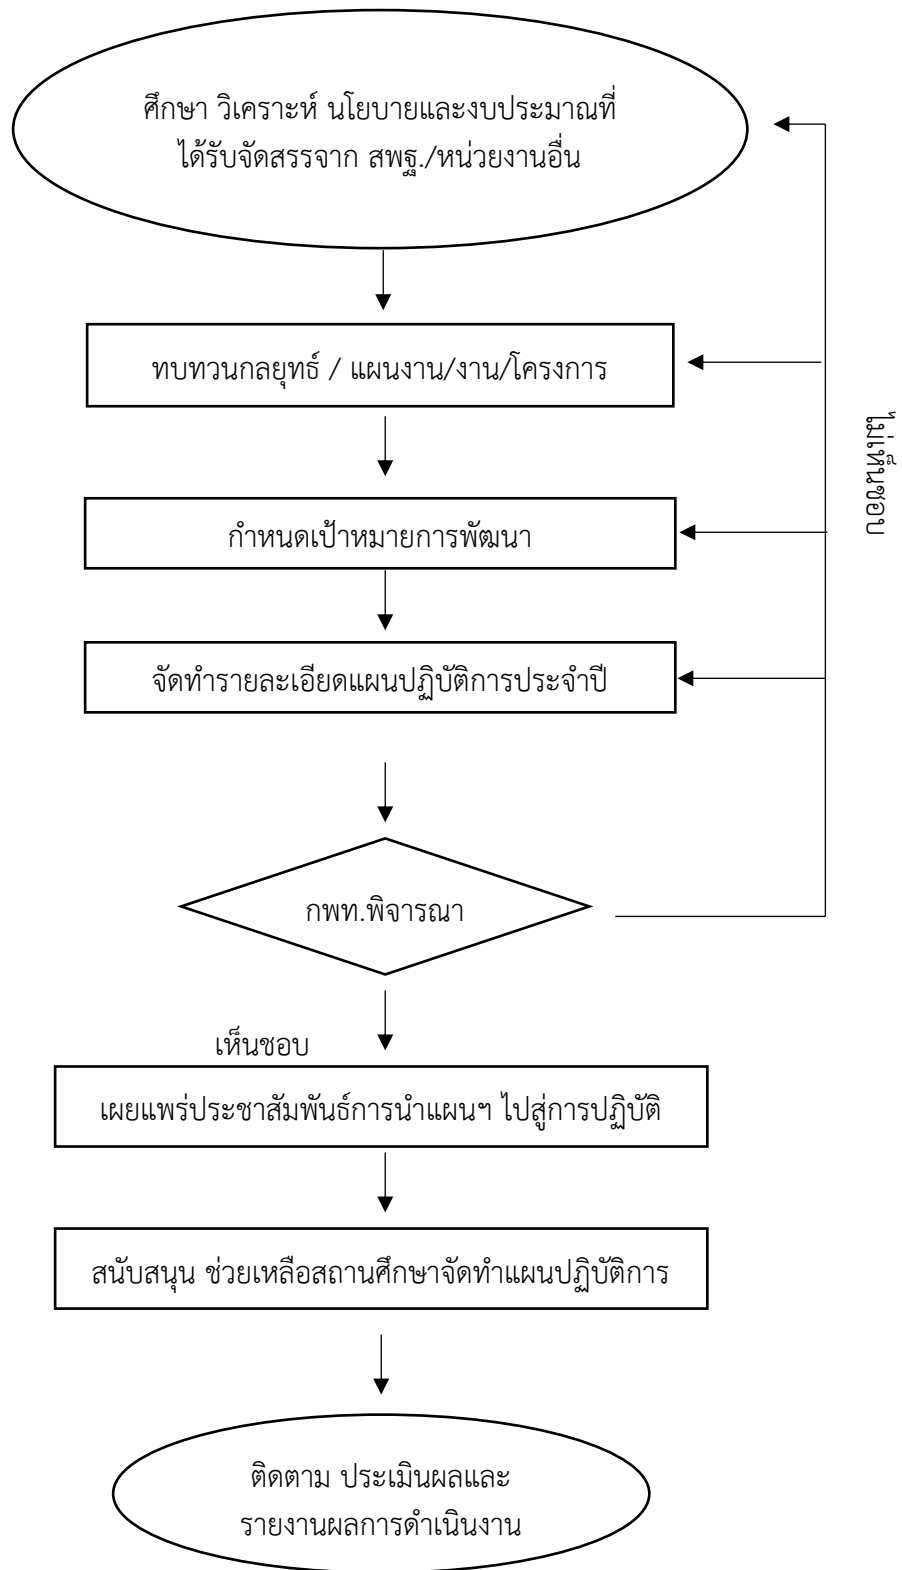 ศึกษา วิเคราะห์ นโยบายและงบประมาณที่
ได้รับจัดสรรจาก สพฐ./หน่วยงานอื่น
ทบทวนกลยุทธ์ / แผนงาน/งาน/โครงการ
ไม่เห็นชอบ
กำหนดเป้าหมายการพัฒนา
จัดทำรายละเอียดแผนปฏิบัติการประจำปี
กพท.พิจารณา
เห็นชอบ
เผยแพร่ประชาสัมพันธ์การนำแผนฯ ไปสู่การปฏิบัติ
สนับสนุน ช่วยเหลือสถานศึกษาจัดทำแผนปฏิบัติการ
ติดตาม ประเมินผลและ
รายงานผลการดำเนินงาน